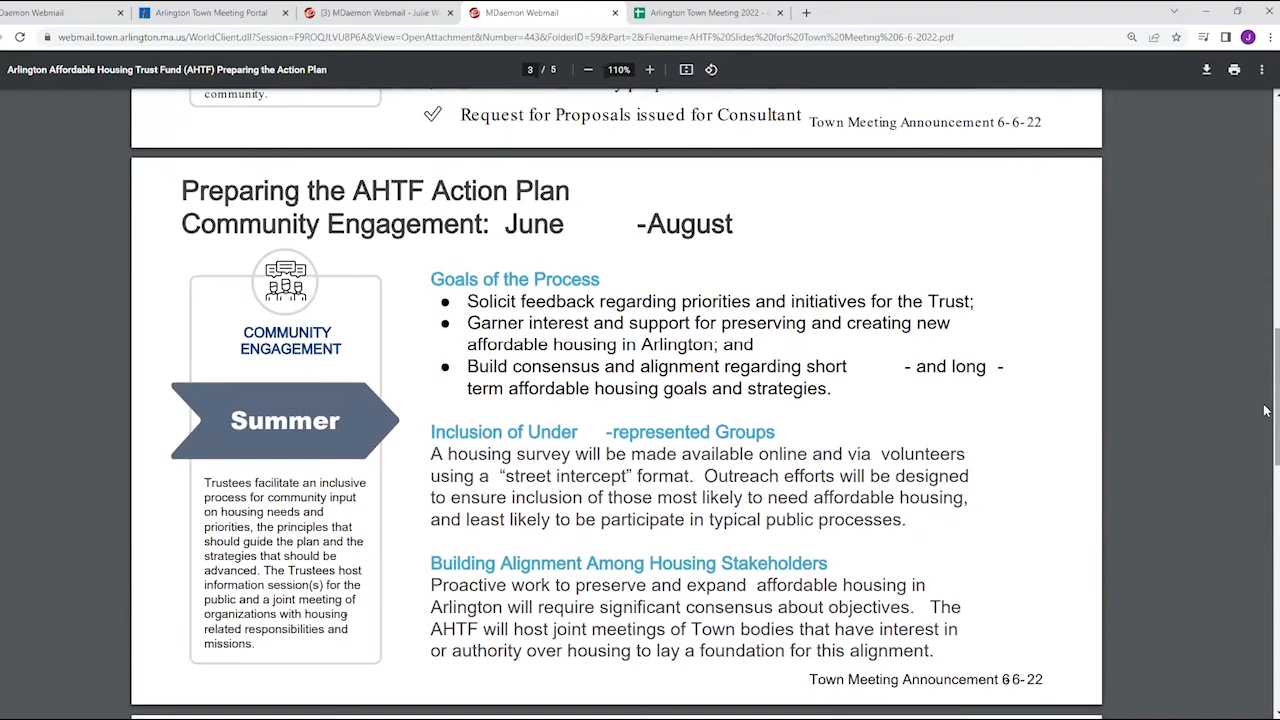 Daemon Webmail
Arlington Town Meeting Portal
(3) MDaemon Webmail - Julie W
MDaemon Webmail
Arlington Town Meeting 2022 - G
webmail.town.arlington.ma.us/WorldClient.dll?Session=F9ROQJLVU8P6A&View=OpenAttachment&Number=443&FolderID=59&Part=2&Filename=AHTF%20Slides%20for%20Town%20Meeting%206-6-2022.pdf
J
Arlington Affordable Housing Trust Fund (AHTF) Preparing the Action Plan
3 / 5
110%
community.
Request for Proposals issued for Consultant
Town Meeting Announcement 6-6-22
Preparing the AHTF Action Plan
Community Engagement: June -August
COMMUNITY
ENGAGEMENT
Summer
Trustees facilitate an inclusive
process for community input
on housing needs and
priorities, the principles that
should guide the plan and the
strategies that should be
advanced. The Trustees host
information session(s) for the
public and a joint meeting of
organizations with housing
related responsibilities and
missions.
Goals of the Process
● Solicit feedback regarding priorities and initiatives for the Trust;
● Garner interest and support for preserving and creating new
affordable housing in Arlington; and
● Build consensus and alignment regarding short - and long -
term affordable housing goals and strategies.
Inclusion of Under -represented Groups
A housing survey will be made available online and via volunteers
using a “street intercept” format. Outreach efforts will be designed
to ensure inclusion of those most likely to need affordable housing,
and least likely to be participate in typical public processes.
Building Alignment Among Housing Stakeholders
Proactive work to preserve and expand affordable housing in
Arlington will require significant consensus about objectives. The
AHTF will host joint meetings of Town bodies that have interest in
or authority over housing to lay a foundation for this alignment.
Town Meeting Announcement 6-6-22